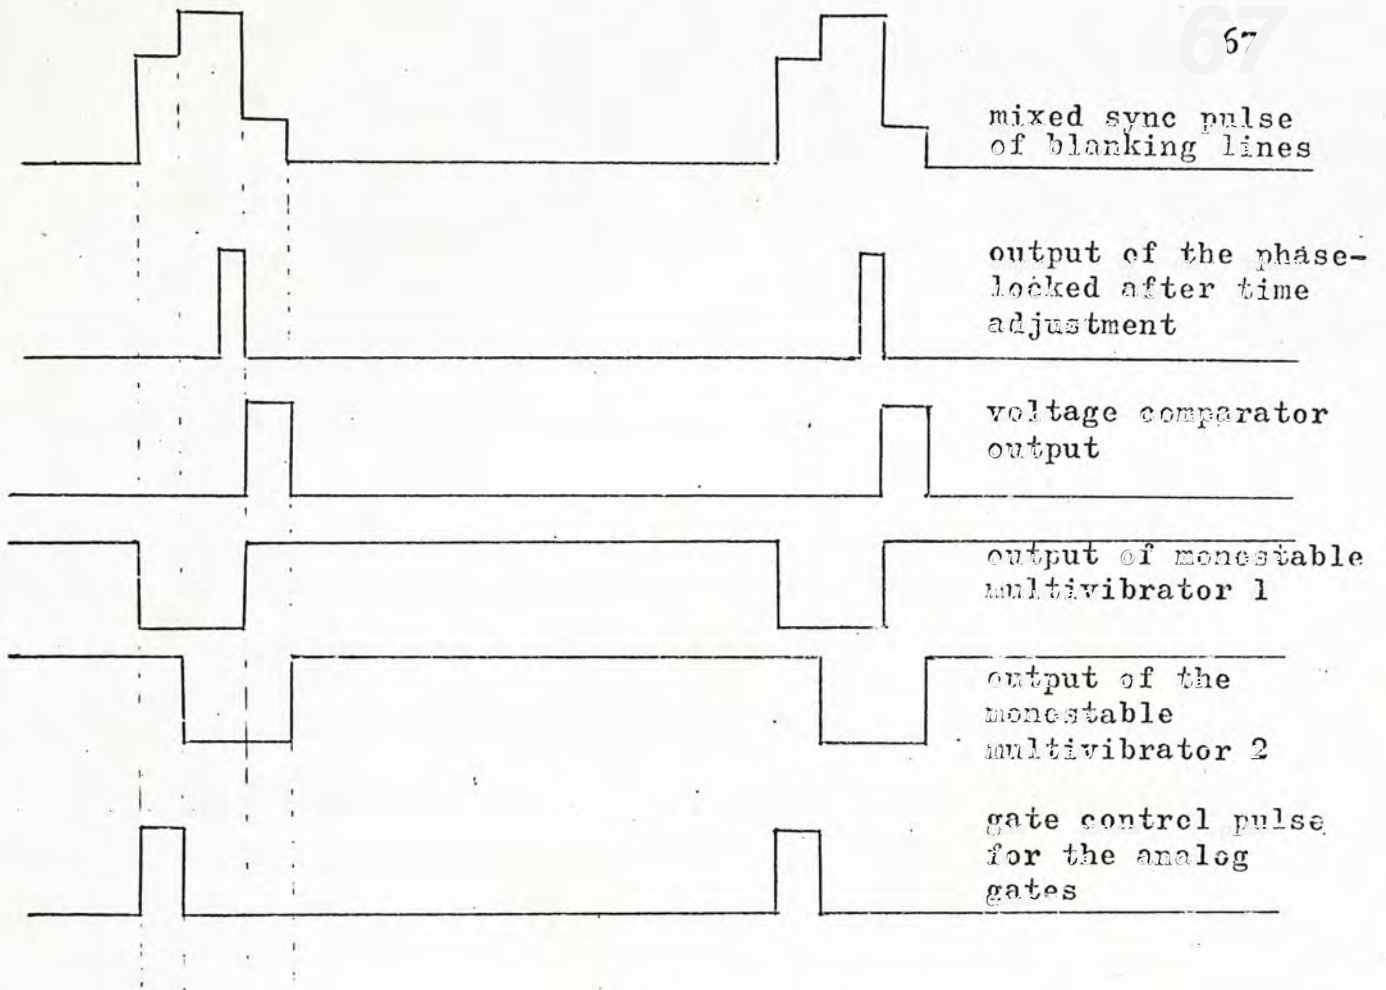 67
67
mixed sync pulse
of blanking lines
output of the phase-
locked after time
adjustment
voltage comparator
output
output of monostable
multivibrator 1
output of the
monostable
multivibrator 2
gate control pulse
for the analog
gates